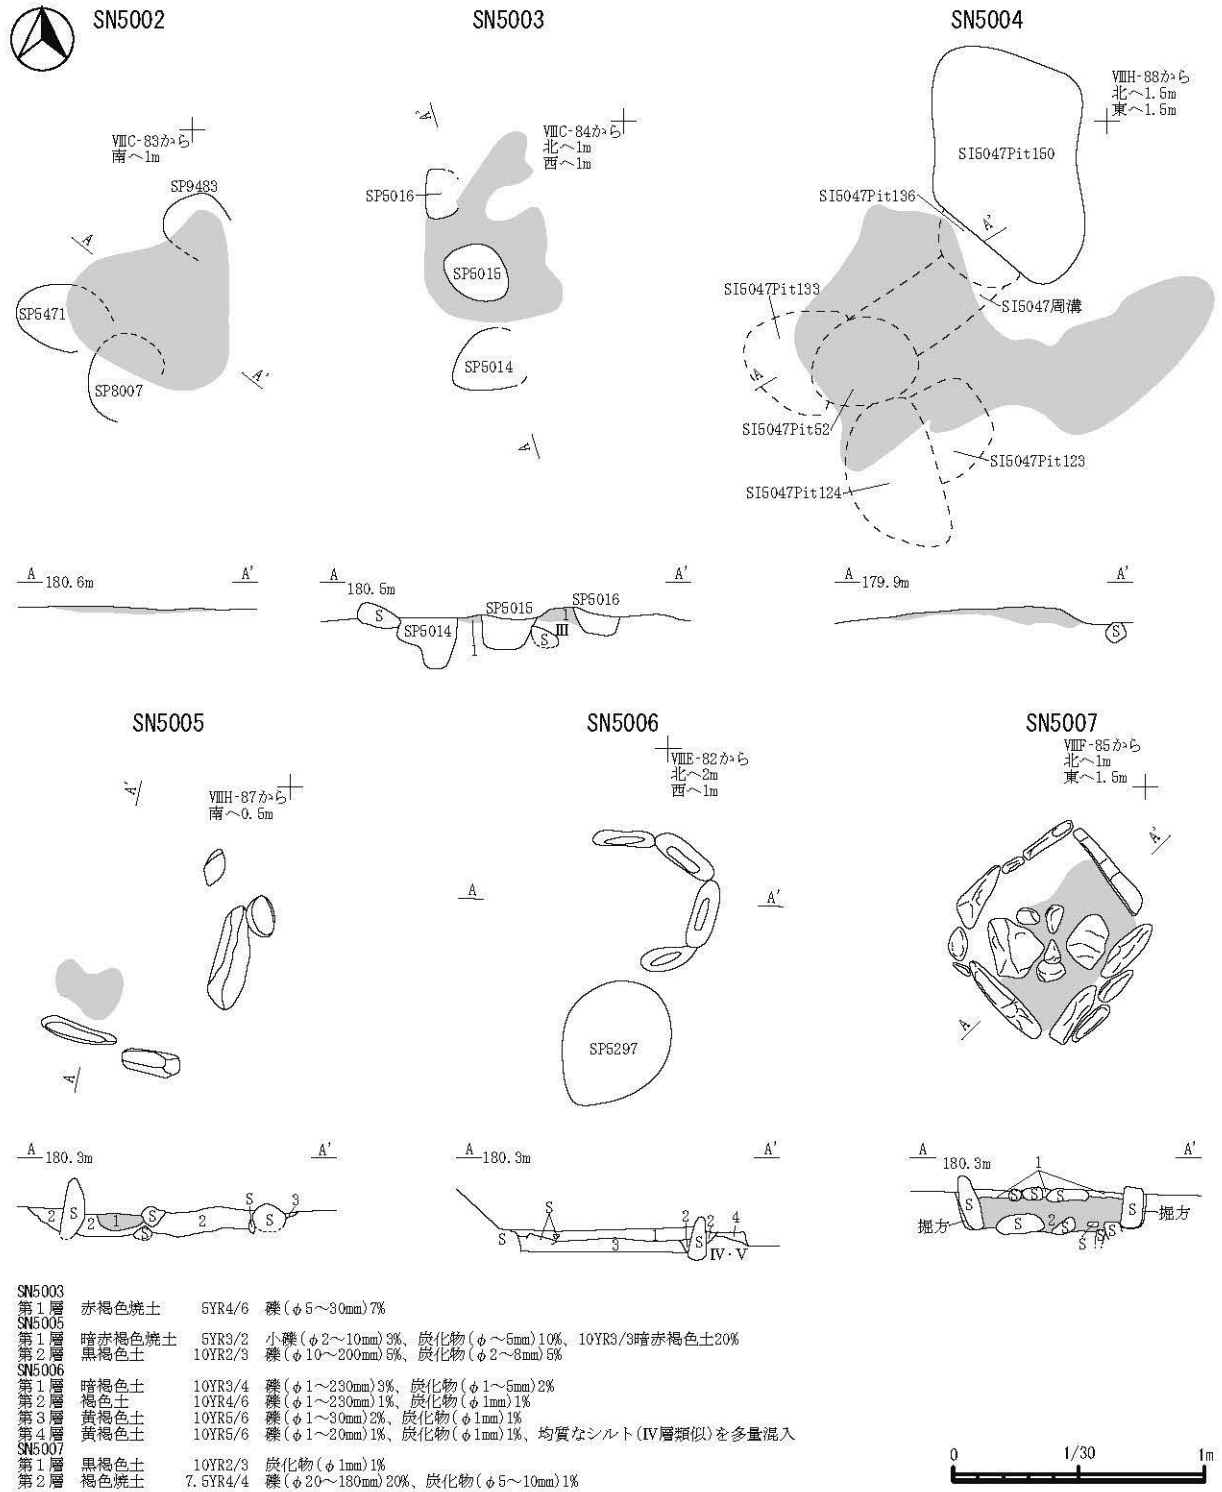 SN5002
ⅧC-83から
南へ1m
SP9483
A
SP5471
SP8007
A'
A 180.6m A'
SN5003
A'
ⅧC-84から
北へ1m
西へ1m
SP5016
SP5015
SP5014
A
A 180.5m A'
S
SP5014
1
SP5015
S
Ⅲ
1
SP5016
SN5004
ⅧH-88から
北へ1.5m
東へ1.5m
SI5047Pit150
SI5047Pit136
A'
SI5047Pit133
SI5047周溝
A
SI5047Pit52
SI5047Pit123
SI5047Pit124
A 179.9m A'
S
SN5005
A'
ⅧH-87から
南へ0.5m
A
A 180.3m A'
2 S 2 1 S S 2 S S 3
SN5006
ⅧE-82から
北へ2m
西へ1m
A A'
SP5297
A 180.3m A'
S S 1 3 2 S 2 4
Ⅳ・Ⅴ
SN5007
ⅧF-85から
北へ1m
東へ1.5m
A'
A
A 180.3m 1 A'
S S S S S
掘方 S 2 S S S 掘方
SN5003
第1層 赤褐色焼土 5YR4/6 礫(φ5～30mm)7%
SN5005
第1層 暗赤褐色焼土 5YR3/2 小礫(φ2～10mm)3%、炭化物(φ～5mm)10%、10YR3/3暗赤褐色土20%
第2層 黒褐色土 10YR2/3 礫(φ10～200mm)5%、炭化物(φ2～8mm)5%
SN5006
第1層 暗褐色土 10YR3/4 礫(φ1～230mm)3%、炭化物(φ1～5mm)2%
第2層 褐色土 10YR4/6 礫(φ1～230mm)1%、炭化物(φ1mm)1%
第3層 黄褐色土 10YR5/6 礫(φ1～30mm)2%、炭化物(φ1mm)1%
第4層 黄褐色土 10YR5/6 礫(φ1～20mm)1%、炭化物(φ1mm)1%、均質なシルト(Ⅳ層類似)を多量混入
SN5007
第1層 黒褐色土 10YR2/3 炭化物(φ1mm)1%
第2層 褐色焼土 7.5YR4/4 礫(φ20～180mm)20%、炭化物(φ5～10mm)1%
0 1/30 1m